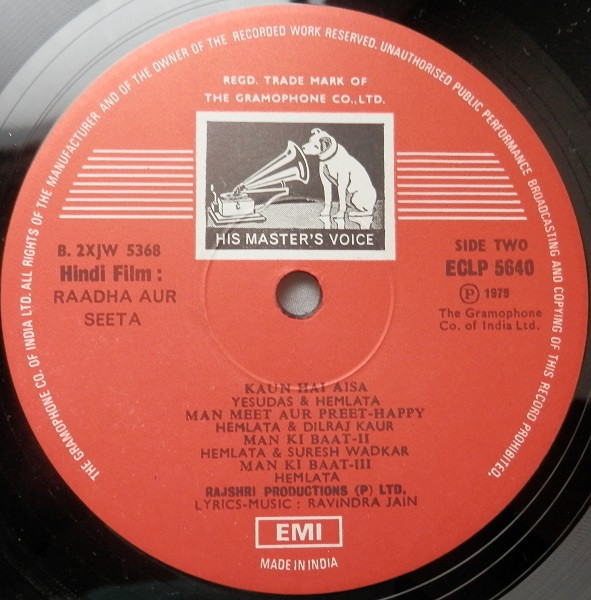 THE GRAMOPHONE CO. OF INDIA LTD. ALL RIGHTS OF THE MANUFACTURER AND OF THE OWNER OF THE RECORDED WORK RESERVED. UNAUTHORISED PUBLIC PERFORMANCE BROADCASTING AND COPYING OF THIS RECORD PROHIBITED.
REGD. TRADE MARK OF
THE GRAMOPHONE CO., LTD.
HIS MASTER'S VOICE
B. 2XJW 5368
Hindi Film :
RAADHA AUR
SEETA
SIDE TWO
ECLP 5640
Ⓟ 1979
The Gramophone
Co. of India Ltd.
KAUN HAI AISA
YESUDAS & HEMLATA
MAN MEET AUR PREET-HAPPY
HEMLATA & DILRAJ KAUR
MAN KI BAAT-II
HEMLATA & SURESH WADKAR
MAN KI BAAT-III
HEMLATA
RAJSHRI PRODUCTIONS (P) LTD.
LYRICS-MUSIC : RAVINDRA JAIN
EMI
MADE IN INDIA